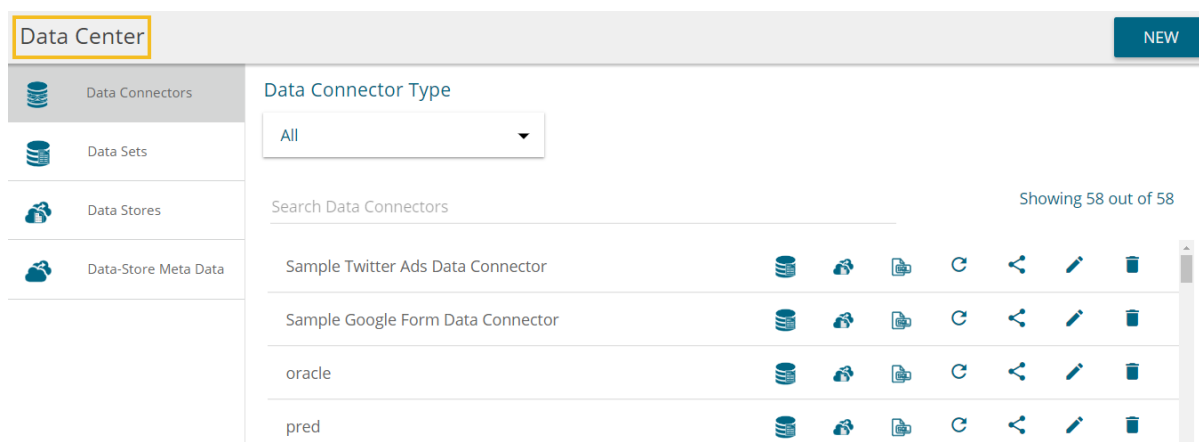 Data Center
NEW
Data Connectors
Data Sets
Data Stores
Data-Store Meta Data
Data Connector Type
All
Search Data Connectors
Showing 58 out of 58
Sample Twitter Ads Data Connector
Sample Google Form Data Connector
oracle
pred